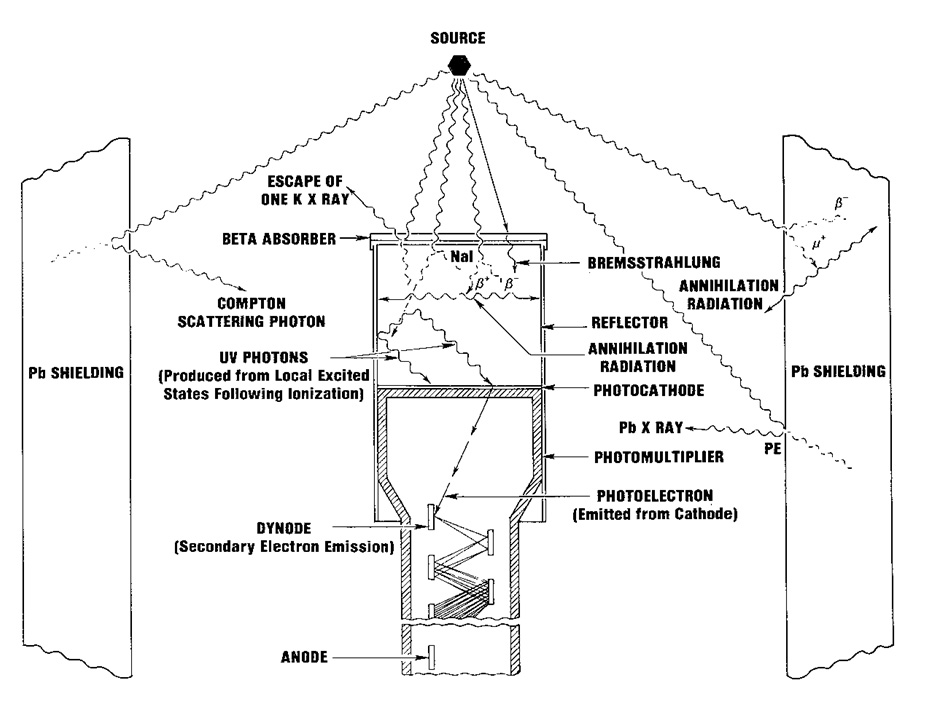 SOURCE
ESCAPE OF
ONE K X RAY
BETA ABSORBER
NaI
β⁺
β⁻
BREMSSTRAHLUNG
β⁻
μ⁺
ANNIHILATION
RADIATION
COMPTON
SCATTERING PHOTON
REFLECTOR
UV PHOTONS
(Produced from Local Excited
States Following Ionization)
ANNIHILATION
RADIATION
Pb SHIELDING
Pb SHIELDING
PHOTOCATHODE
Pb X RAY
PE
PHOTOMULTIPLIER
PHOTOELECTRON
(Emitted from Cathode)
DYNODE
(Secondary Electron Emission)
ANODE